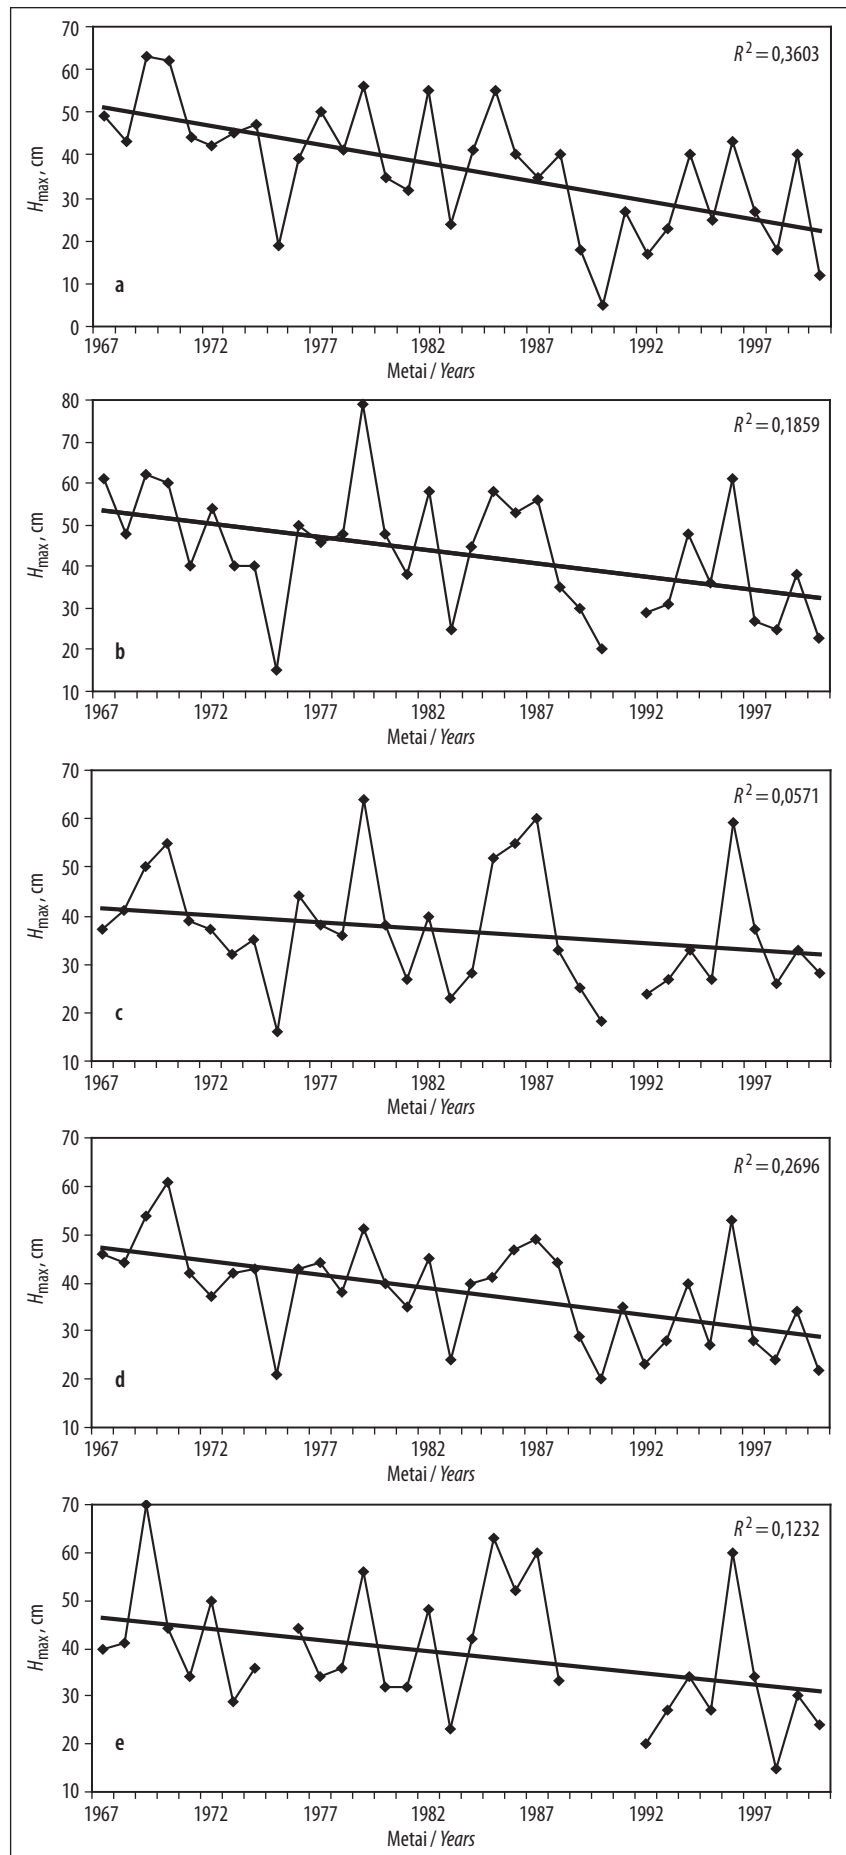 70
R² = 0,3603
60
50
40
30
20
10
0
H max, cm
a
1967 1972 1977 1982 1987 1992 1997
Metai / Years
80
R² = 0,1859
70
60
50
40
30
20
10
H max, cm
b
1967 1972 1977 1982 1987 1992 1997
Metai / Years
70
R² = 0,0571
60
50
40
30
20
10
H max, cm
c
1967 1972 1977 1982 1987 1992 1997
Metai / Years
70
R² = 0,2696
60
50
40
30
20
10
H max, cm
d
1967 1972 1977 1982 1987 1992 1997
Metai / Years
70
R² = 0,1232
60
50
40
30
20
10
H max, cm
e
1967 1972 1977 1982 1987 1992 1997
Metai / Years